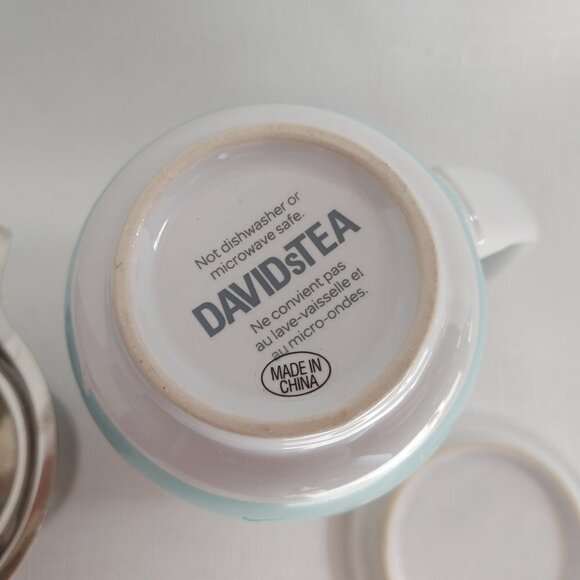 Not dishwasher or
microwave safe.
DAVIDsTEA
Ne convient pas
au lave-vaisselle et
au micro-ondes.
MADE IN
CHINA